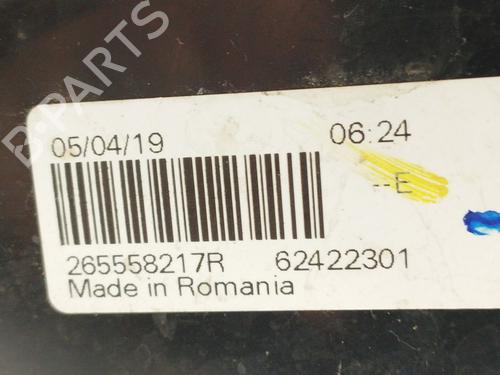 B-PARTS
05/04/19 06:24
--E
265558217R 62422301
Made in Romania